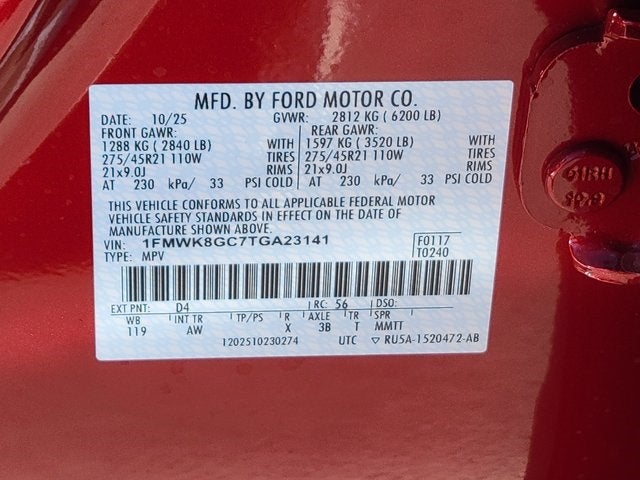 MFD. BY FORD MOTOR CO.
DATE: 10/25 GVWR: 2812 KG ( 6200 LB)
FRONT GAWR: REAR GAWR:
1288 KG ( 2840 LB) WITH 1597 KG ( 3520 LB) WITH
275/45R21 110W TIRES 275/45R21 110W TIRES
21x9.0J RIMS 21x9.0J RIMS
AT 230 kPa/ 33 PSI COLD AT 230 kPa/ 33 PSI COLD
THIS VEHICLE CONFORMS TO ALL APPLICABLE FEDERAL MOTOR
VEHICLE SAFETY STANDARDS IN EFFECT ON THE DATE OF
MANUFACTURE SHOWN ABOVE.
VIN: 1FMWK8GC7TGA23141 F0117
TYPE: MPV T0240
EXT PNT: D4 RC: 56 DSO:
WB INT TR TP/PS R AXLE TR SPR
119 AW X 3B T MMTT
1202510230274 UTC ▽ RU5A-1520472-AB